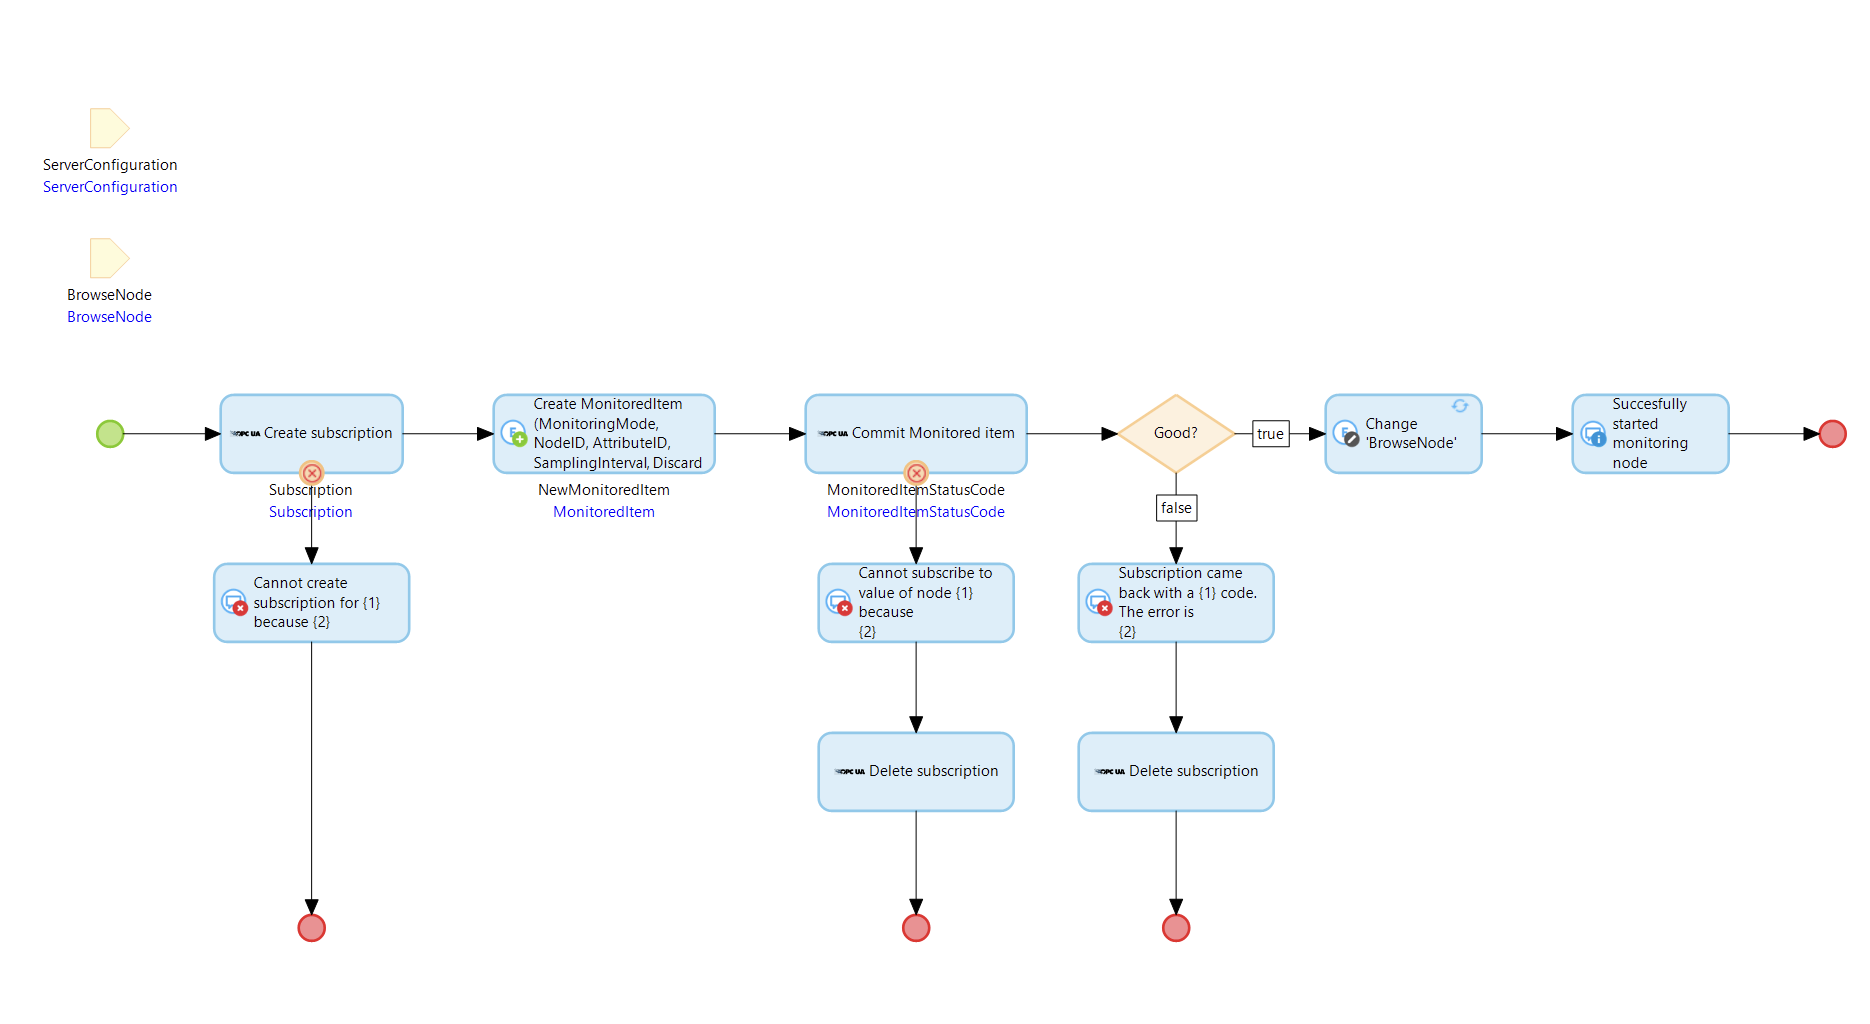 ServerConfiguration
ServerConfiguration
BrowseNode
BrowseNode
OPC UA Create subscription
Subscription
Subscription
Create MonitoredItem
(MonitoringMode,
NodeID, AttributeID,
SamplingInterval, Discard
NewMonitoredItem
MonitoredItem
OPC UA Commit Monitored item
MonitoredItemStatusCode
MonitoredItemStatusCode
Good?
true
false
Change
'BrowseNode'
Succesfully
started
monitoring
node
Cannot create
subscription for {1}
because {2}
Cannot subscribe to
value of node {1}
because
{2}
Subscription came
back with a {1} code.
The error is
{2}
OPC UA Delete subscription
OPC UA Delete subscription